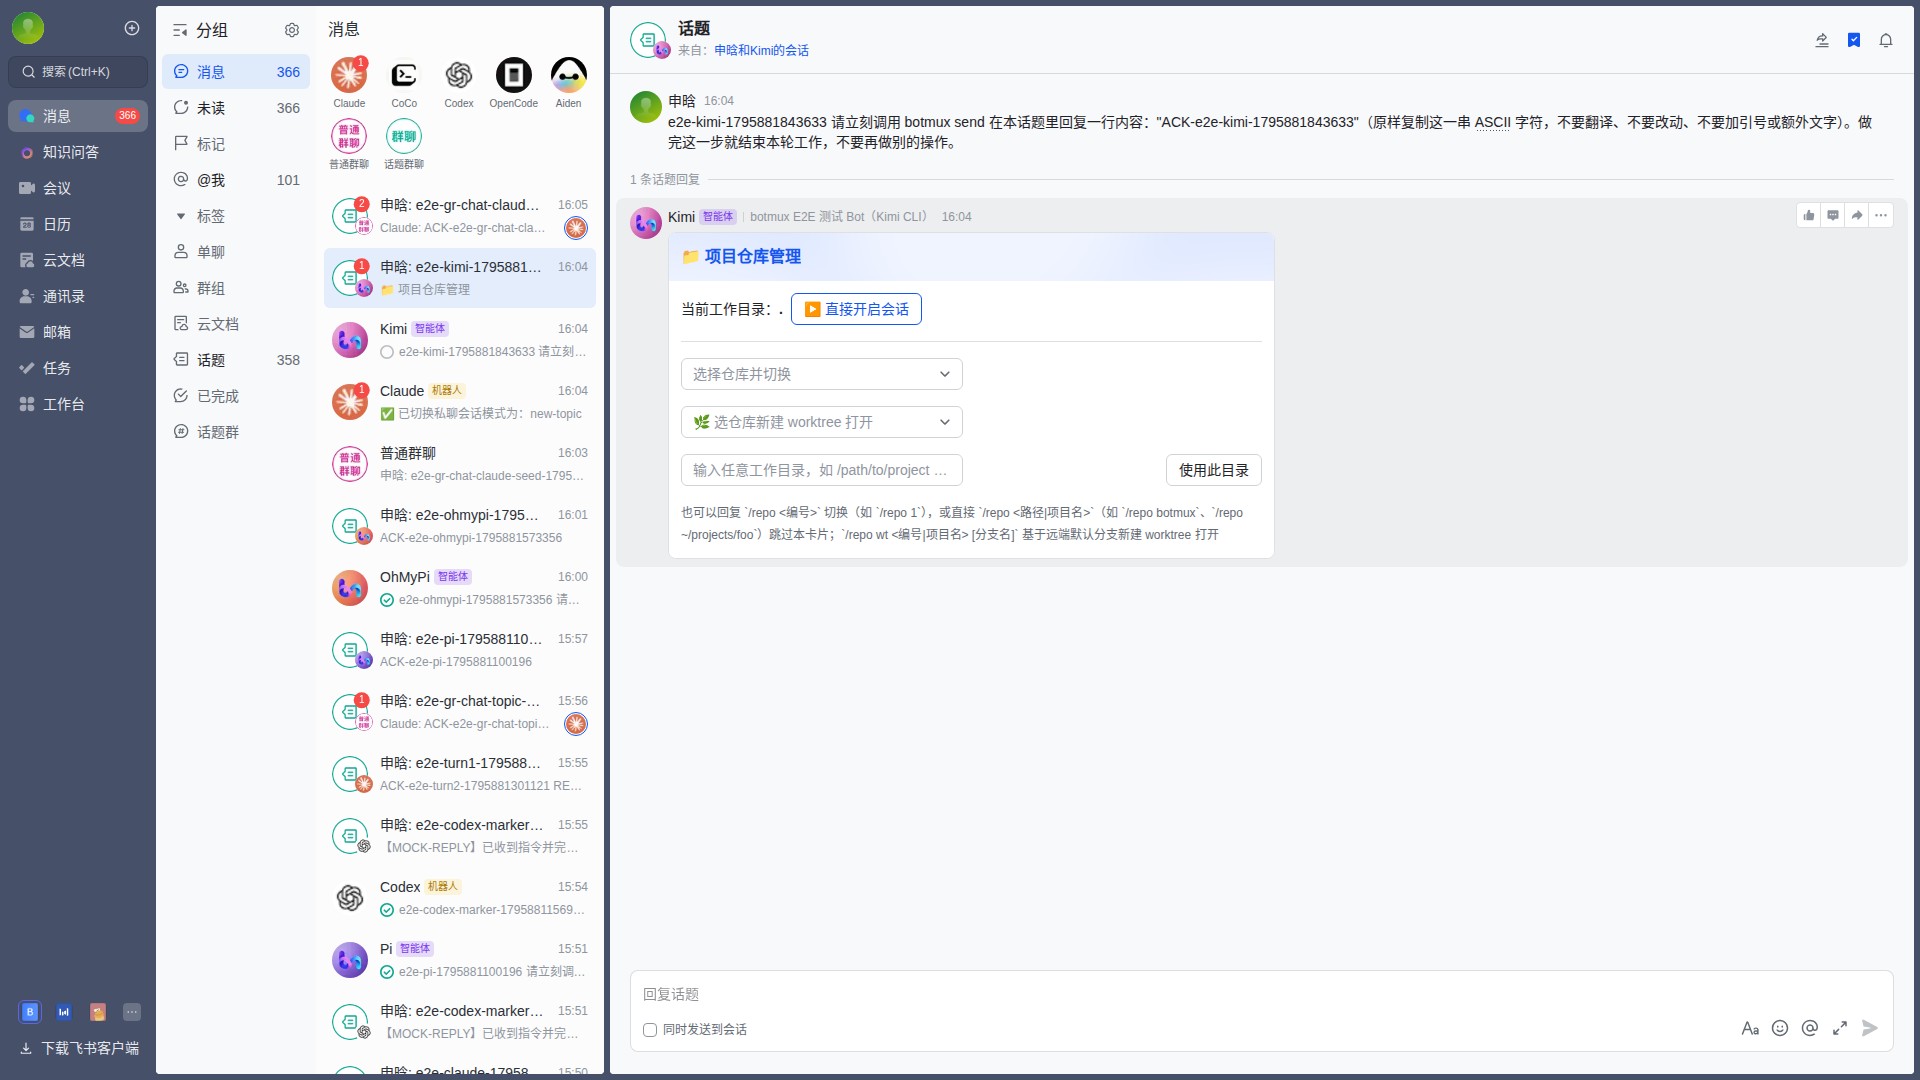 搜索 (Ctrl+K)
消息 366
知识问答
会议
日历
云文档
通讯录
邮箱
任务
工作台
下载飞书客户端
分组
消息 366
未读 366
标记
@我 101
标签
单聊
群组
云文档
话题 358
已完成
话题群
消息
1
Claude CoCo Codex OpenCode Aiden
普通群聊 群聊
普通群聊 话题群聊
2 申晗: e2e-gr-chat-claud… 16:05
Claude: ACK-e2e-gr-chat-cla…
1 申晗: e2e-kimi-1795881… 16:04
📁 项目仓库管理
Kimi 智能体 16:04
e2e-kimi-1795881843633 请立刻…
1 Claude 机器人 16:04
✅ 已切换私聊会话模式为：new-topic
普通群聊 普通群聊 16:03
申晗: e2e-gr-chat-claude-seed-1795…
申晗: e2e-ohmypi-1795… 16:01
ACK-e2e-ohmypi-1795881573356
OhMyPi 智能体 16:00
e2e-ohmypi-1795881573356 请…
申晗: e2e-pi-179588110… 15:57
ACK-e2e-pi-1795881100196
1 申晗: e2e-gr-chat-topic-… 15:56
Claude: ACK-e2e-gr-chat-topi…
申晗: e2e-turn1-179588… 15:55
ACK-e2e-turn2-1795881301121 RE…
申晗: e2e-codex-marker… 15:55
【MOCK-REPLY】已收到指令并完…
Codex 机器人 15:54
e2e-codex-marker-17958811569…
Pi 智能体 15:51
e2e-pi-1795881100196 请立刻调…
申晗: e2e-codex-marker… 15:51
【MOCK-REPLY】已收到指令并完…
申晗: e2e-claude-17958… 15:50
话题
来自：申晗和Kimi的会话
申晗 16:04
e2e-kimi-1795881843633 请立刻调用 botmux send 在本话题里回复一行内容："ACK-e2e-kimi-1795881843633"（原样复制这一串 ASCII 字符，不要翻译、不要改动、不要加引号或额外文字）。做
完这一步就结束本轮工作，不要再做别的操作。
1 条话题回复
Kimi 智能体 botmux E2E 测试 Bot（Kimi CLI） 16:04
📁 项目仓库管理
当前工作目录：. ▶️ 直接开启会话
选择仓库并切换
🌿 选仓库新建 worktree 打开
输入任意工作目录，如 /path/to/project … 使用此目录
也可以回复 `/repo <编号>` 切换（如 `/repo 1`），或直接 `/repo <路径|项目名>`（如 `/repo botmux`、`/repo
~/projects/foo`）跳过本卡片；`/repo wt <编号|项目名> [分支名]` 基于远端默认分支新建 worktree 打开
回复话题
同时发送到会话